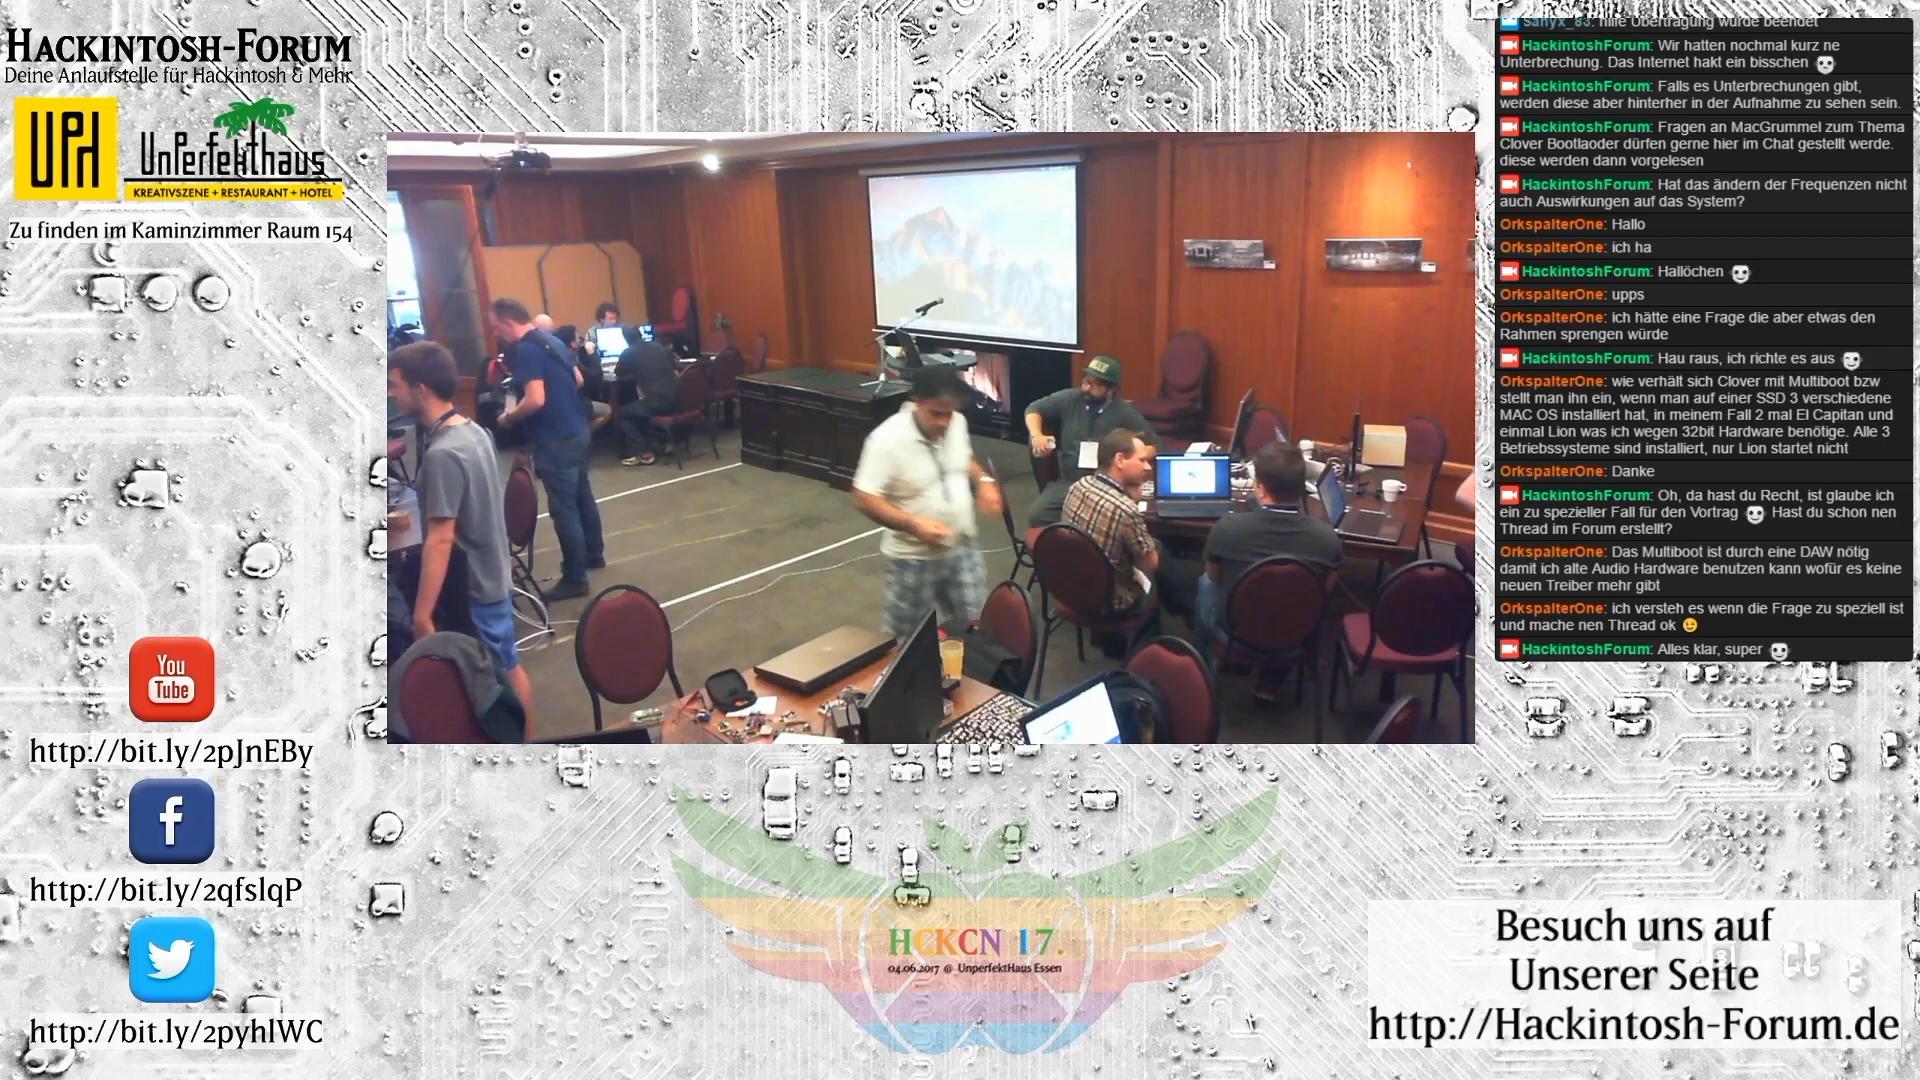 HACKINTOSH-FORUM
Deine Anlaufstelle für Hackintosh & Mehr
UPH
UnPerfekthaus
KREATIVSZENE + RESTAURANT + HOTEL
Zu finden im Kaminzimmer Raum 154
You
Tube
http://bit.ly/2pJnEBy
f
http://bit.ly/2qfslqP
http://bit.ly/2pyhlWC
sanyx_83: hilfe Übertragung wurde beendet
HackintoshForum: Wir hatten nochmal kurz ne
Unterbrechung. Das Internet hakt ein bisschen
HackintoshForum: Falls es Unterbrechungen gibt,
werden diese aber hinterher in der Aufnahme zu sehen sein.
HackintoshForum: Fragen an MacGrummel zum Thema
Clover Bootlaoder dürfen gerne hier im Chat gestellt werde.
diese werden dann vorgelesen
HackintoshForum: Hat das ändern der Frequenzen nicht
auch Auswirkungen auf das System?
OrkspalterOne: Hallo
OrkspalterOne: ich ha
HackintoshForum: Hallöchen
OrkspalterOne: upps
OrkspalterOne: ich hätte eine Frage die aber etwas den
Rahmen sprengen würde
HackintoshForum: Hau raus, ich richte es aus
OrkspalterOne: wie verhält sich Clover mit Multiboot bzw
stellt man ihn ein, wenn man auf einer SSD 3 verschiedene
MAC OS installiert hat, in meinem Fall 2 mal El Capitan und
einmal Lion was ich wegen 32bit Hardware benötige. Alle 3
Betriebssysteme sind installiert, nur Lion startet nicht
OrkspalterOne: Danke
HackintoshForum: Oh, da hast du Recht, ist glaube ich
ein zu spezieller Fall für den Vortrag Hast du schon nen
Thread im Forum erstellt?
OrkspalterOne: Das Multiboot ist durch eine DAW nötig
damit ich alte Audio Hardware benutzen kann wofür es keine
neuen Treiber mehr gibt
OrkspalterOne: ich versteh es wenn die Frage zu speziell ist
und mache nen Thread ok
HackintoshForum: Alles klar, super
HCKCN 17.
04.06.2017 @ UnperfektHaus Essen
Besuch uns auf
Unserer Seite
http://Hackintosh-Forum.de